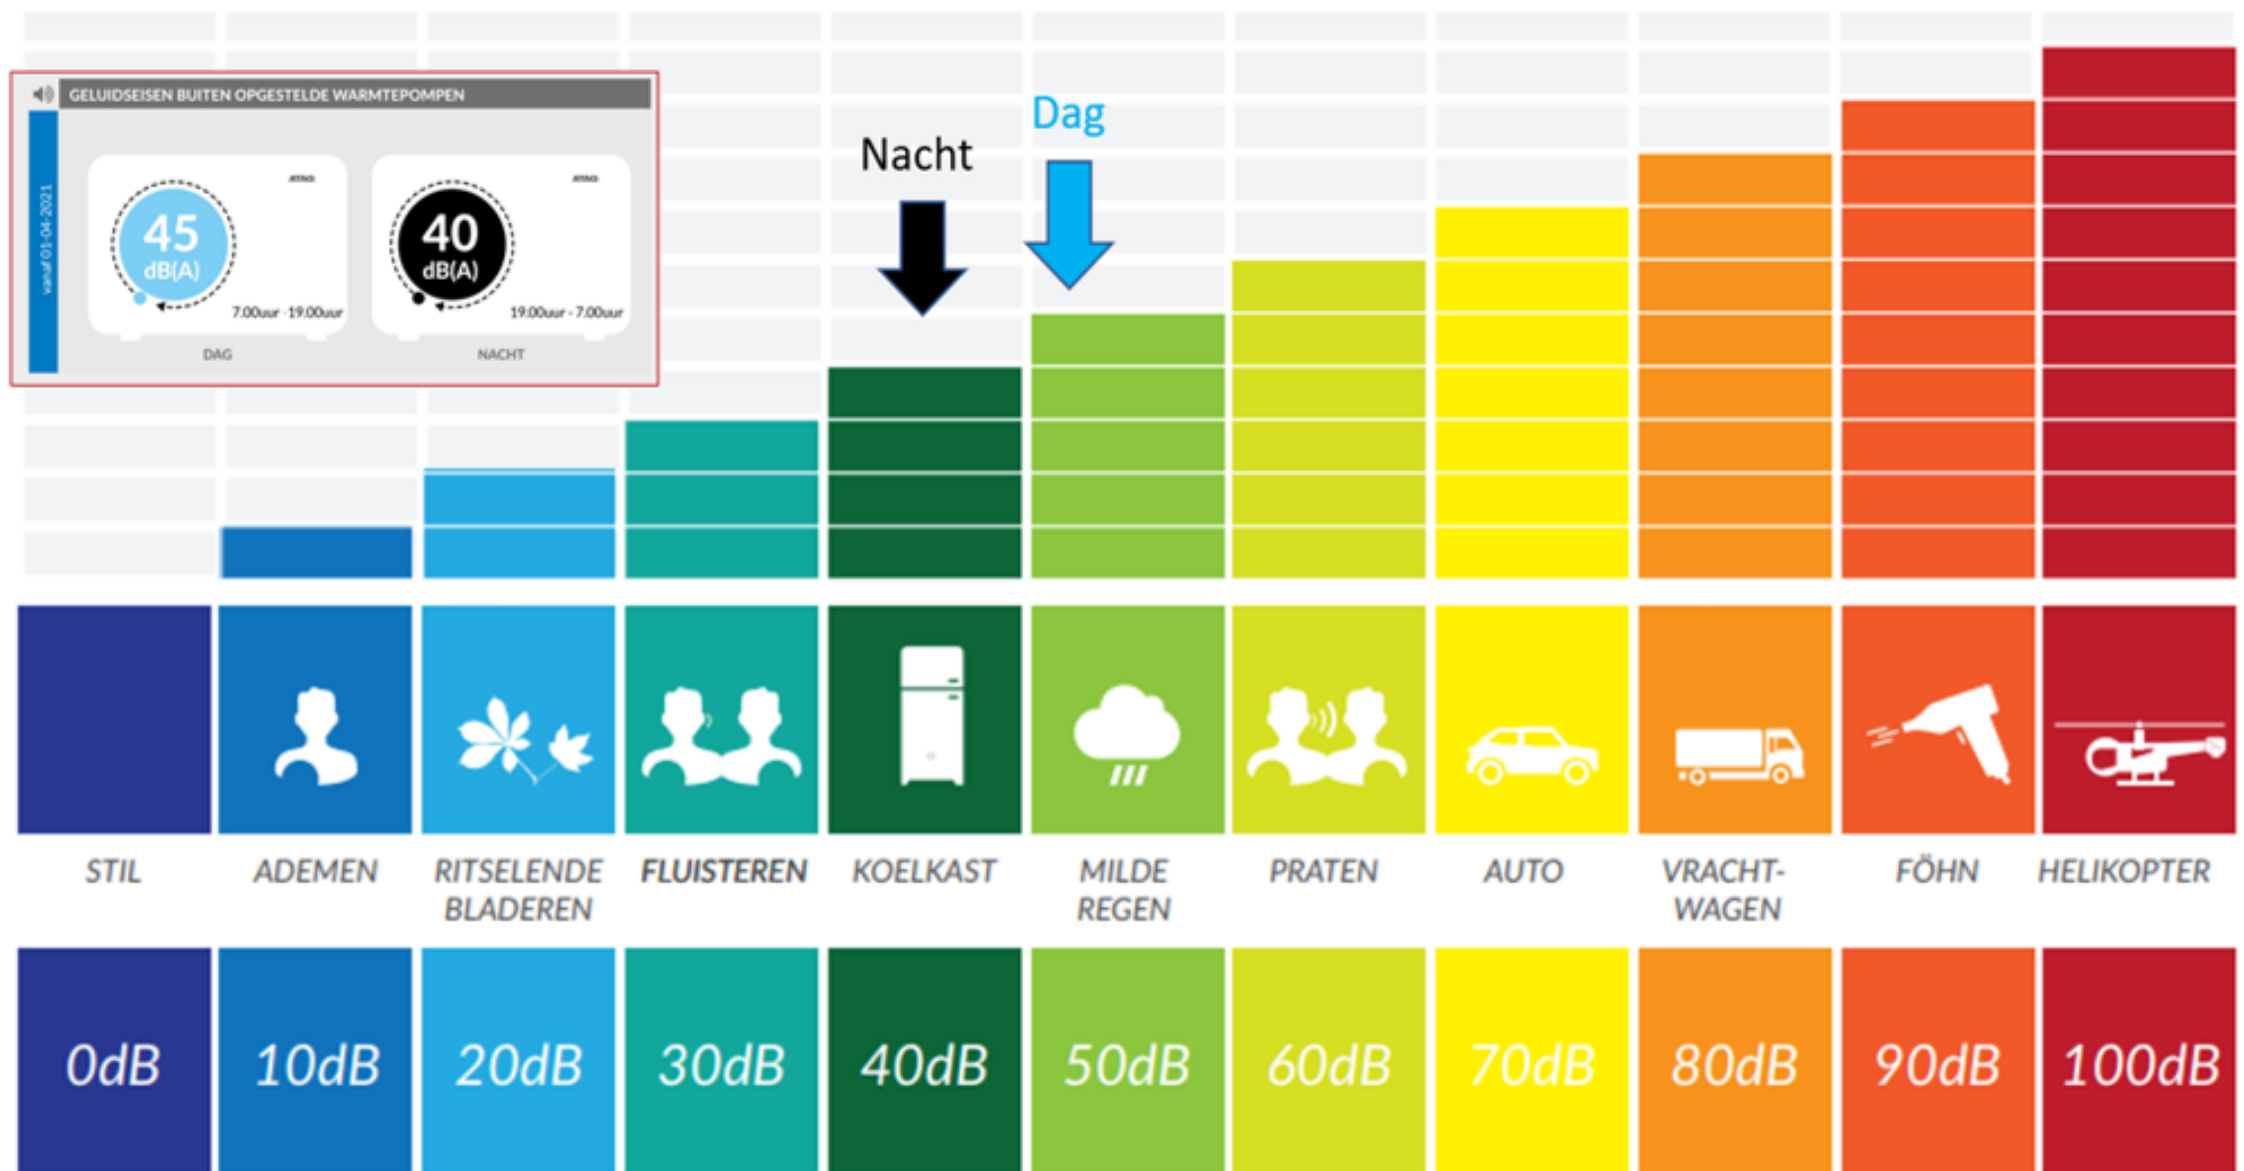 GELUIDSEISEN BUITEN OPGESTELDE WARMTEPOMPEN
vanaf 01-04-2021
ATAG
45
dB(A)
7.00uur - 19.00uur
DAG
ATAG
40
dB(A)
19.00uur - 7.00uur
NACHT
Nacht
Dag
STIL
ADEMEN
RITSELENDE
BLADEREN
FLUISTEREN
KOELKAST
MILDE
REGEN
PRATEN
AUTO
VRACHT-
WAGEN
FÖHN
HELIKOPTER
0dB
10dB
20dB
30dB
40dB
50dB
60dB
70dB
80dB
90dB
100dB